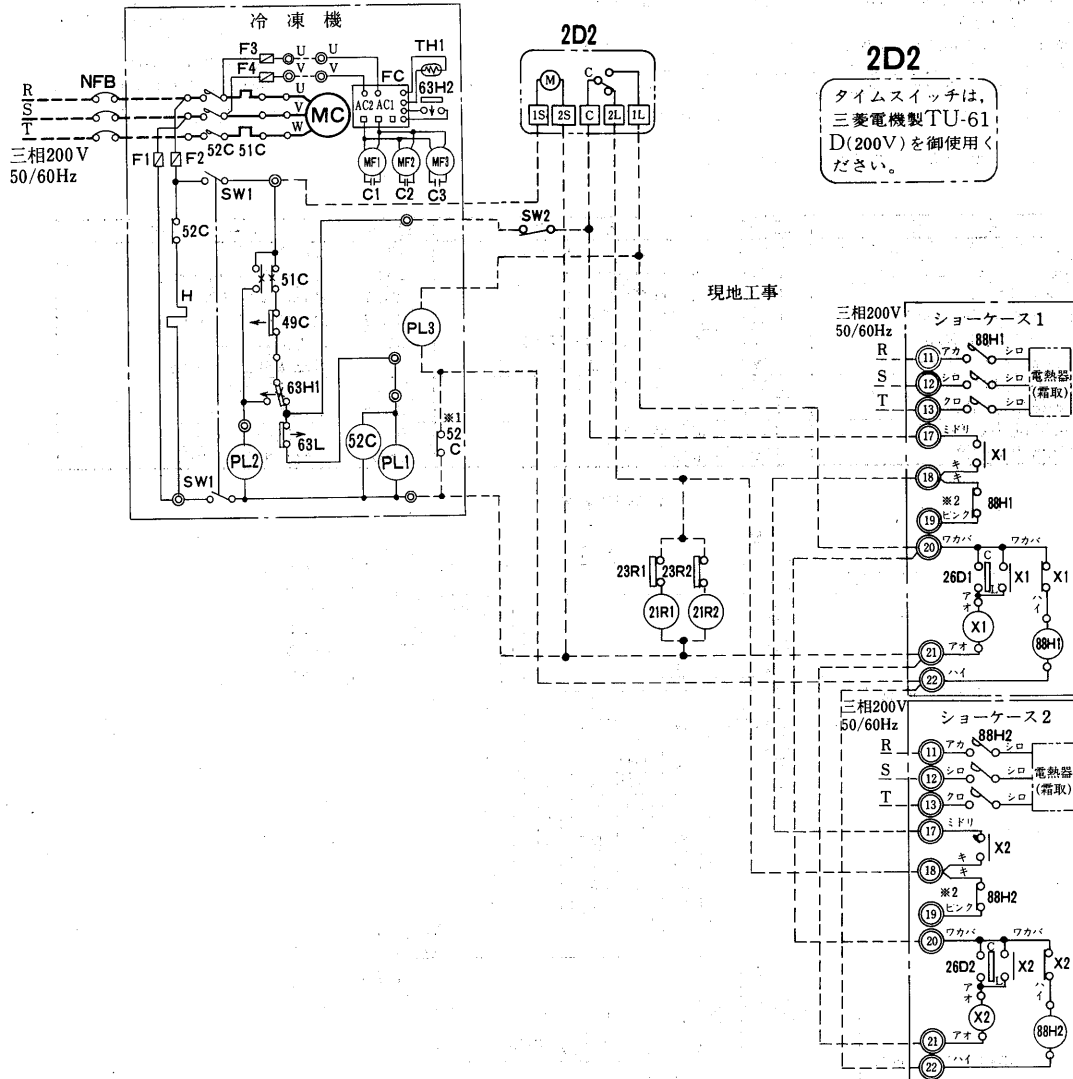 冷凍機
F3 U U
F4 V V
TH1
63H2
FC
AC2 AC1
NFB
R
S
T
U
V
W
MC
三相200V
50/60Hz
F1 F2
52C 51C
MF1 MF2 MF3
C1 C2 C3
SW1
52C
H
51C
49C
63H1
63L
PL2
52C
PL1
SW1
※1
52
C
PL3
2D2
M
C
1S 2S C 2L 1L
SW2
2D2
タイムスイッチは,
三菱電機製TU-61
D(200V)を御使用く
ださい。
現地工事
23R1 23R2
21R1 21R2
三相200V
50/60Hz
ショーケース1
88H1
R 11 アカ シロ
S 12 シロ シロ
T 13 クロ シロ
電熱器
(霜取)
17 ミドリ
X1
キ
18 キ
※2
88H1
19 ピンク
20 ワカバ ワカバ
26D1 C L X1 X1
アオ
ハイ
X1
88H1
21 アオ
22 ハイ
三相200V
50/60Hz
ショーケース2
88H2
R 11 アカ シロ
S 12 シロ シロ
T 13 クロ シロ
電熱器
(霜取)
17 ミドリ
X2
キ
18 キ
※2
88H2
19 ピンク
20 ワカバ ワカバ
26D2 C L X2 X2
アオ
ハイ
X2
88H2
21 アオ
22 ハイ